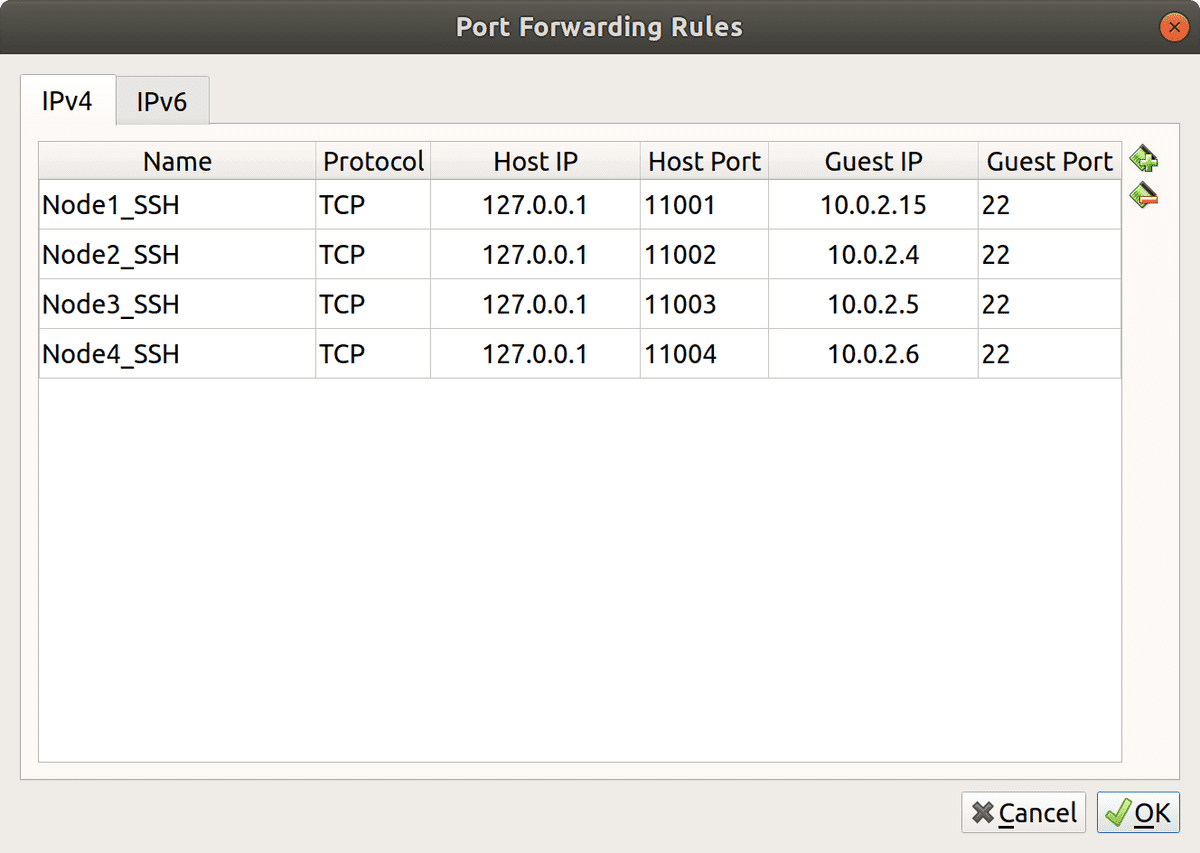 Port Forwarding Rules
IPv4 IPv6
Name Protocol Host IP Host Port Guest IP Guest Port
Node1_SSH TCP 127.0.0.1 11001 10.0.2.15 22
Node2_SSH TCP 127.0.0.1 11002 10.0.2.4 22
Node3_SSH TCP 127.0.0.1 11003 10.0.2.5 22
Node4_SSH TCP 127.0.0.1 11004 10.0.2.6 22
Cancel OK